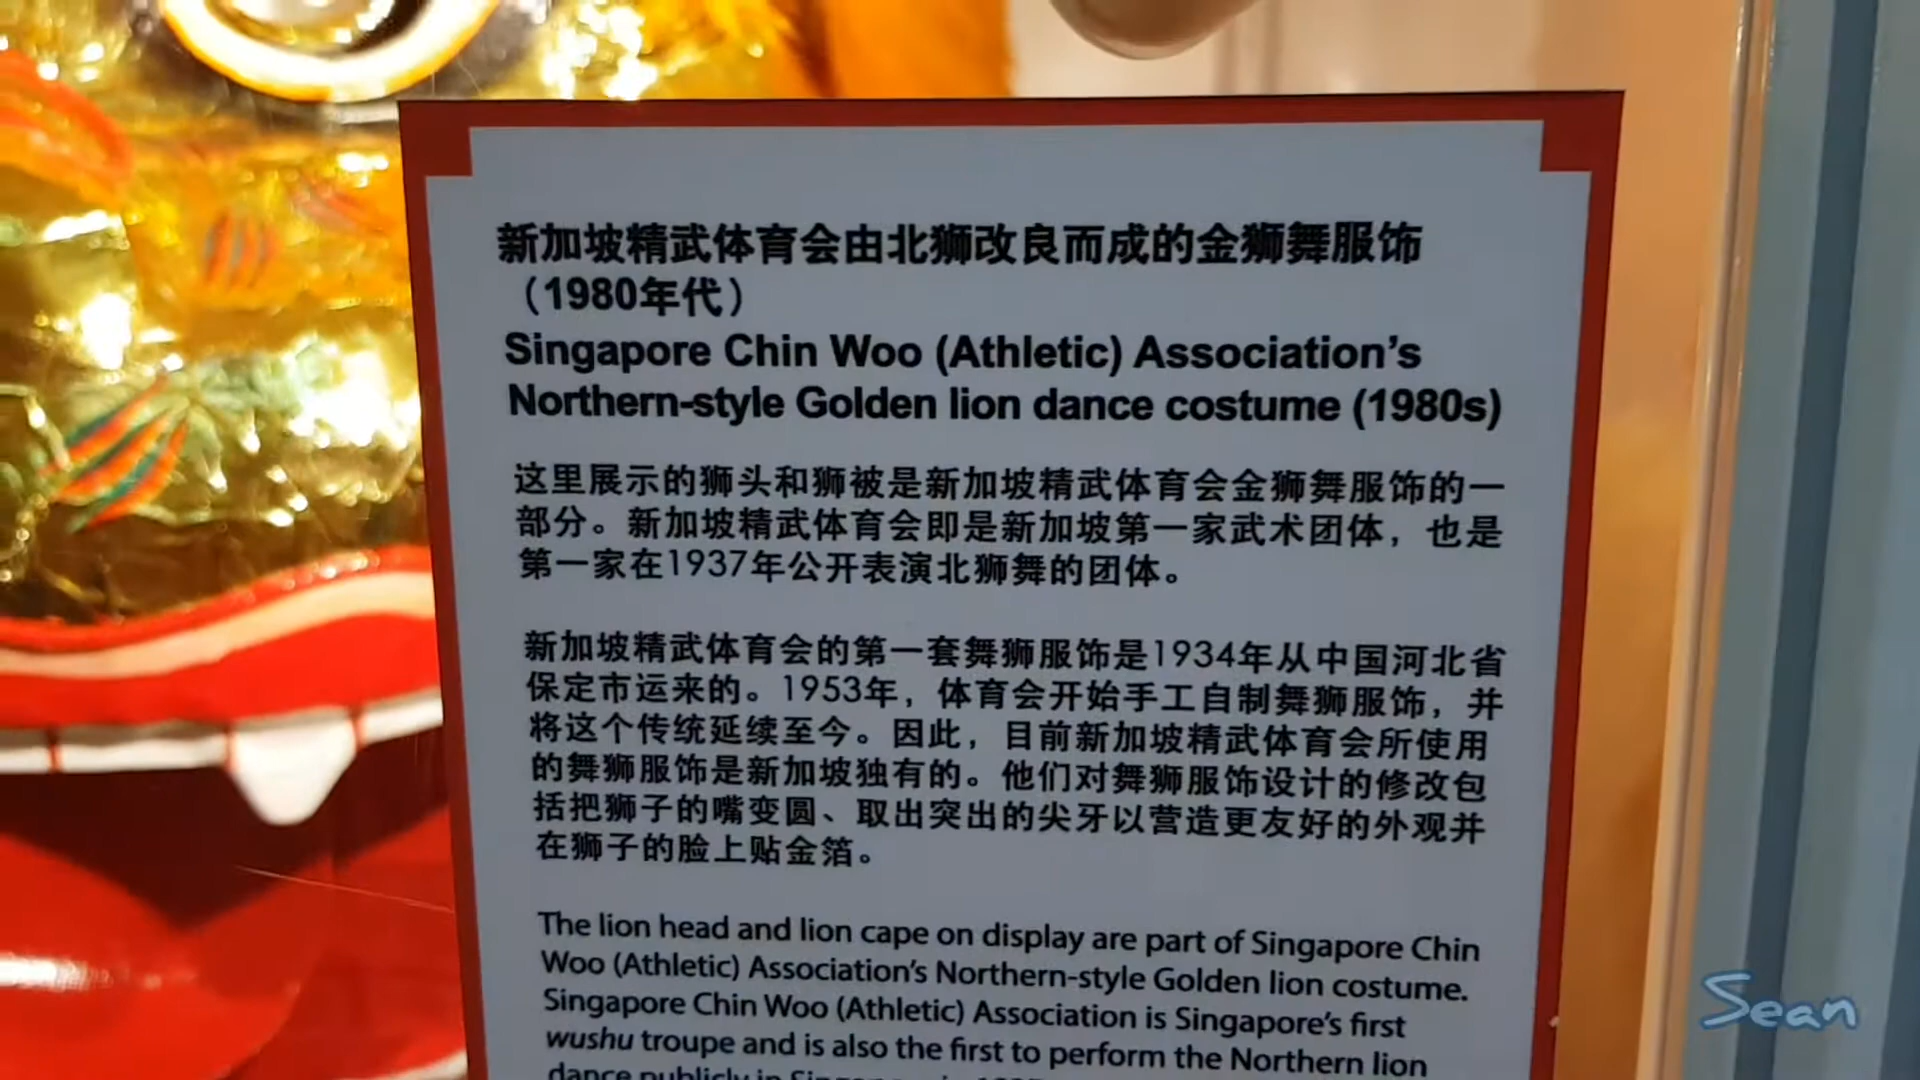 新加坡精武体育会由北狮改良而成的金狮舞服饰
（1980年代）
Singapore Chin Woo (Athletic) Association's
Northern-style Golden lion dance costume (1980s)
这里展示的狮头和狮被是新加坡精武体育会金狮舞服饰的一
部分。新加坡精武体育会即是新加坡第一家武术团体，也是
第一家在1937年公开表演北狮舞的团体。
新加坡精武体育会的第一套舞狮服饰是1934年从中国河北省
保定市运来的。1953年，体育会开始手工自制舞狮服饰，并
将这个传统延续至今。因此，目前新加坡精武体育会所使用
的舞狮服饰是新加坡独有的。他们对舞狮服饰设计的修改包
括把狮子的嘴变圆、取出突出的尖牙以营造更友好的外观并
在狮子的脸上贴金箔。
The lion head and lion cape on display are part of Singapore Chin
Woo (Athletic) Association's Northern-style Golden lion costume.
Singapore Chin Woo (Athletic) Association is Singapore's first
wushu troupe and is also the first to perform the Northern lion
dance publicly in
Sean